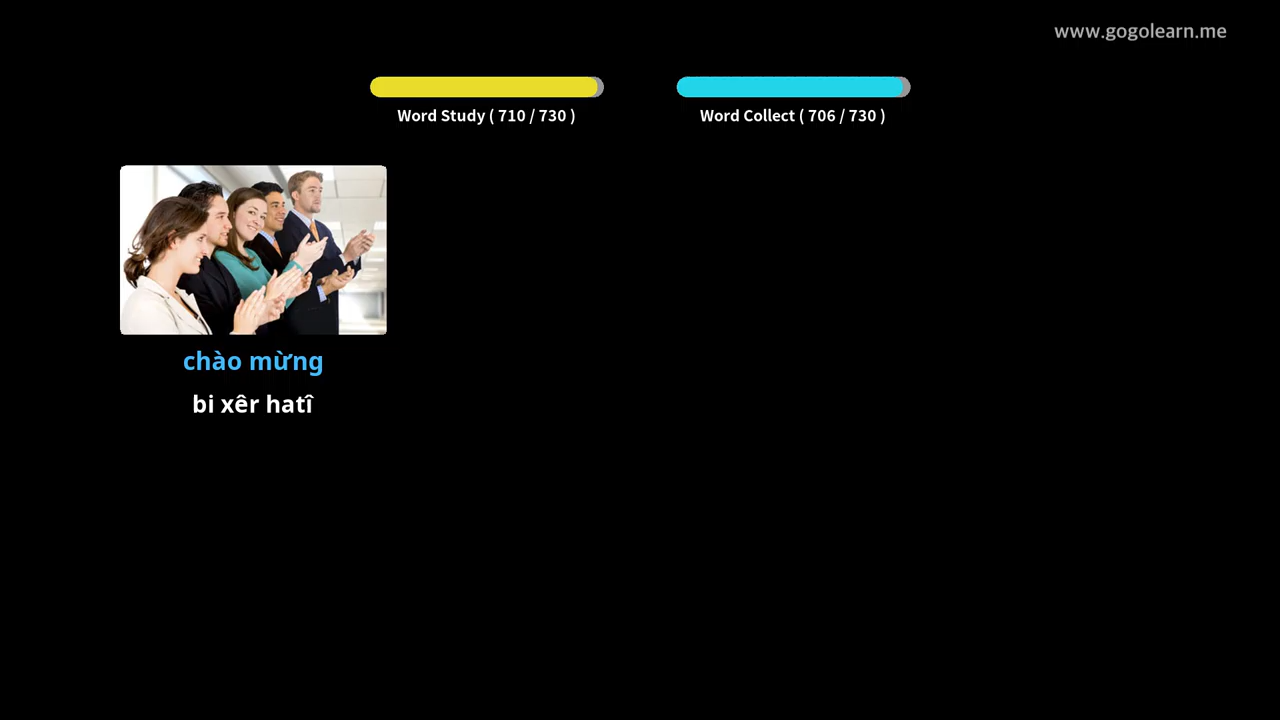 www.gogolearn.me
Word Study ( 710 / 730 )
Word Collect ( 706 / 730 )
chào mừng
bi xêr hatî